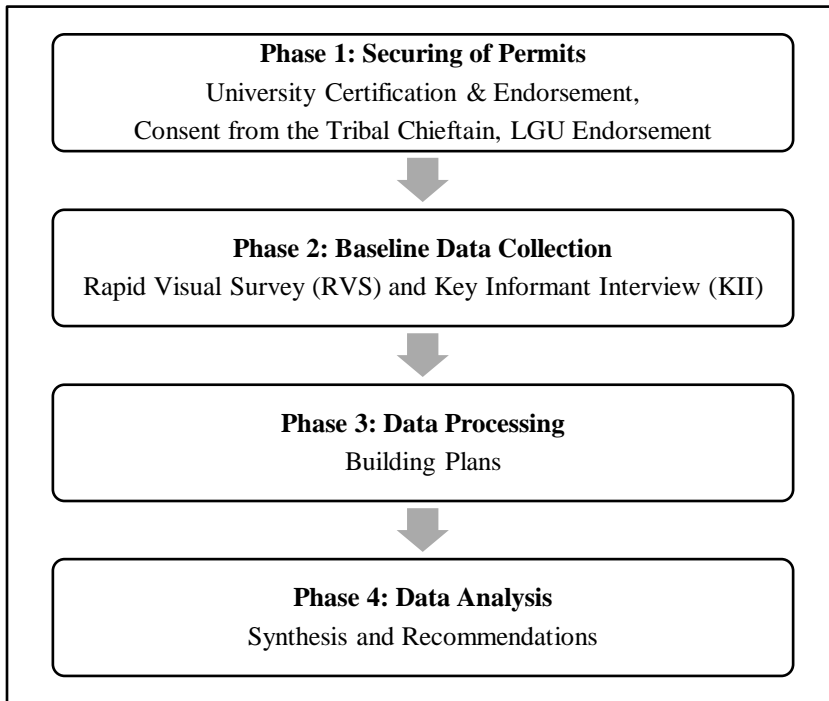 Phase 1: Securing of Permits
University Certification & Endorsement,
Consent from the Tribal Chieftain, LGU Endorsement
Phase 2: Baseline Data Collection
Rapid Visual Survey (RVS) and Key Informant Interview (KII)
Phase 3: Data Processing
Building Plans
Phase 4: Data Analysis
Synthesis and Recommendations